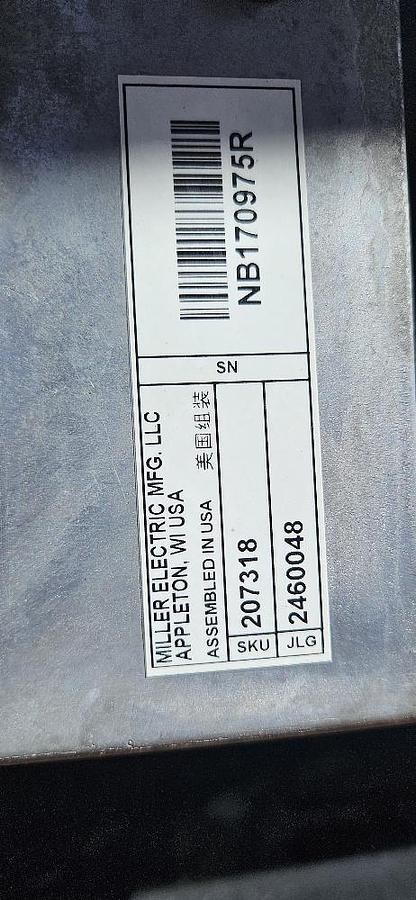 MILLER ELECTRIC MFG. LLC
APPLETON, WI USA
ASSEMBLED IN USA 美国组装
SKU 207318
JLG 2460048
SN
NB170975R